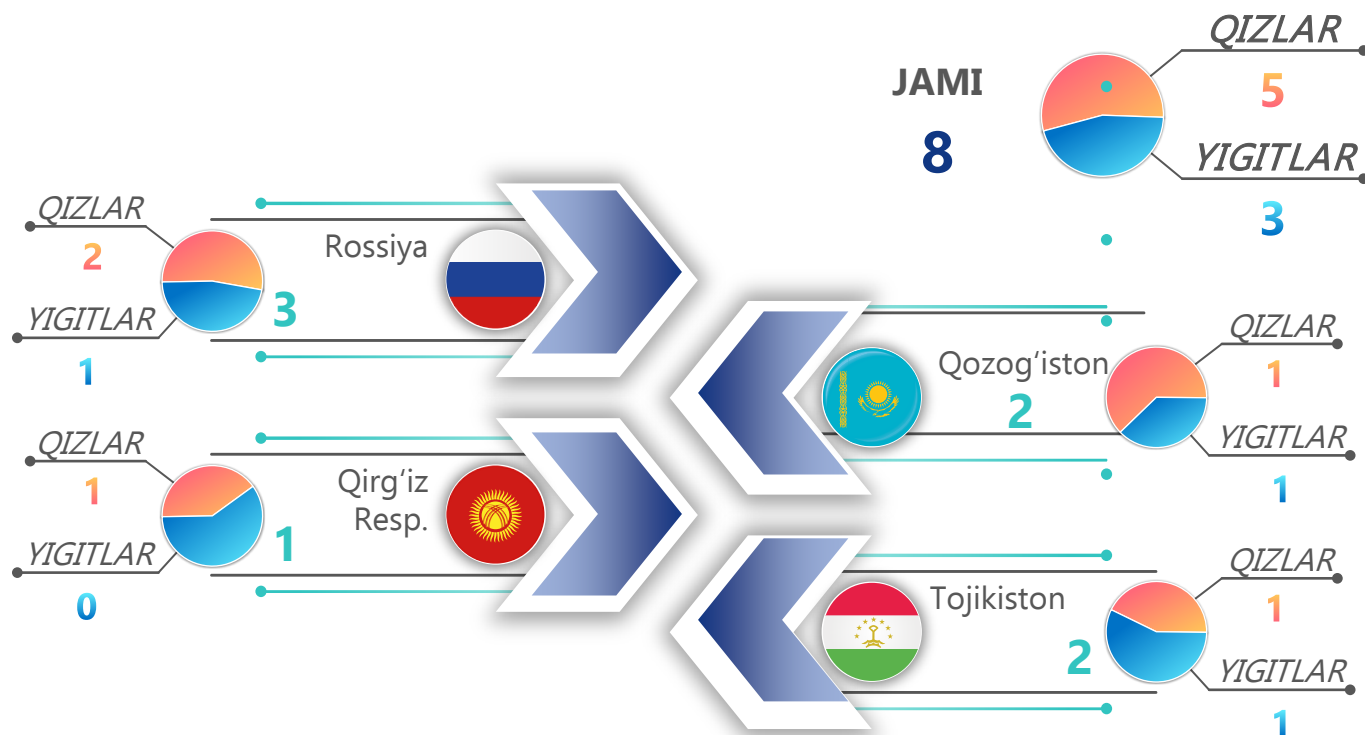 JAMI
8
QIZLAR
5
YIGITLAR
3
QIZLAR
2
YIGITLAR
1
3
Rossiya
Qozog‘iston
2
QIZLAR
1
YIGITLAR
1
QIZLAR
1
YIGITLAR
0
1
Qirg‘iz
Resp.
Tojikiston
2
QIZLAR
1
YIGITLAR
1